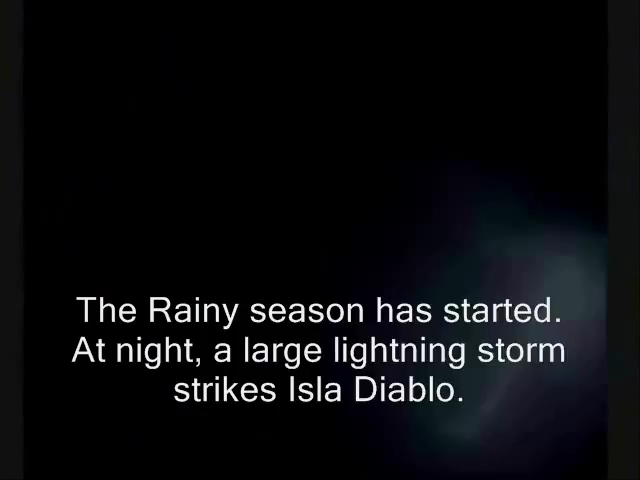 The Rainy season has started.
At night, a large lightning storm
strikes Isla Diablo.